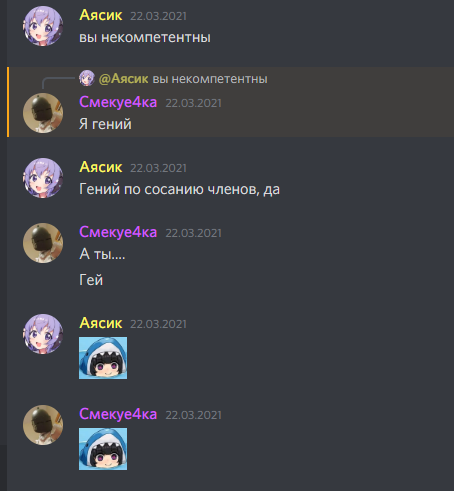 Аясик 22.03.2021
вы некомпетентны
@Аясик вы некомпетентны
Смекуе4ка 22.03.2021
Я гений
Аясик 22.03.2021
Гений по сосанию членов, да
Смекуе4ка 22.03.2021
А ты....
Гей
Аясик 22.03.2021
Смекуе4ка 22.03.2021